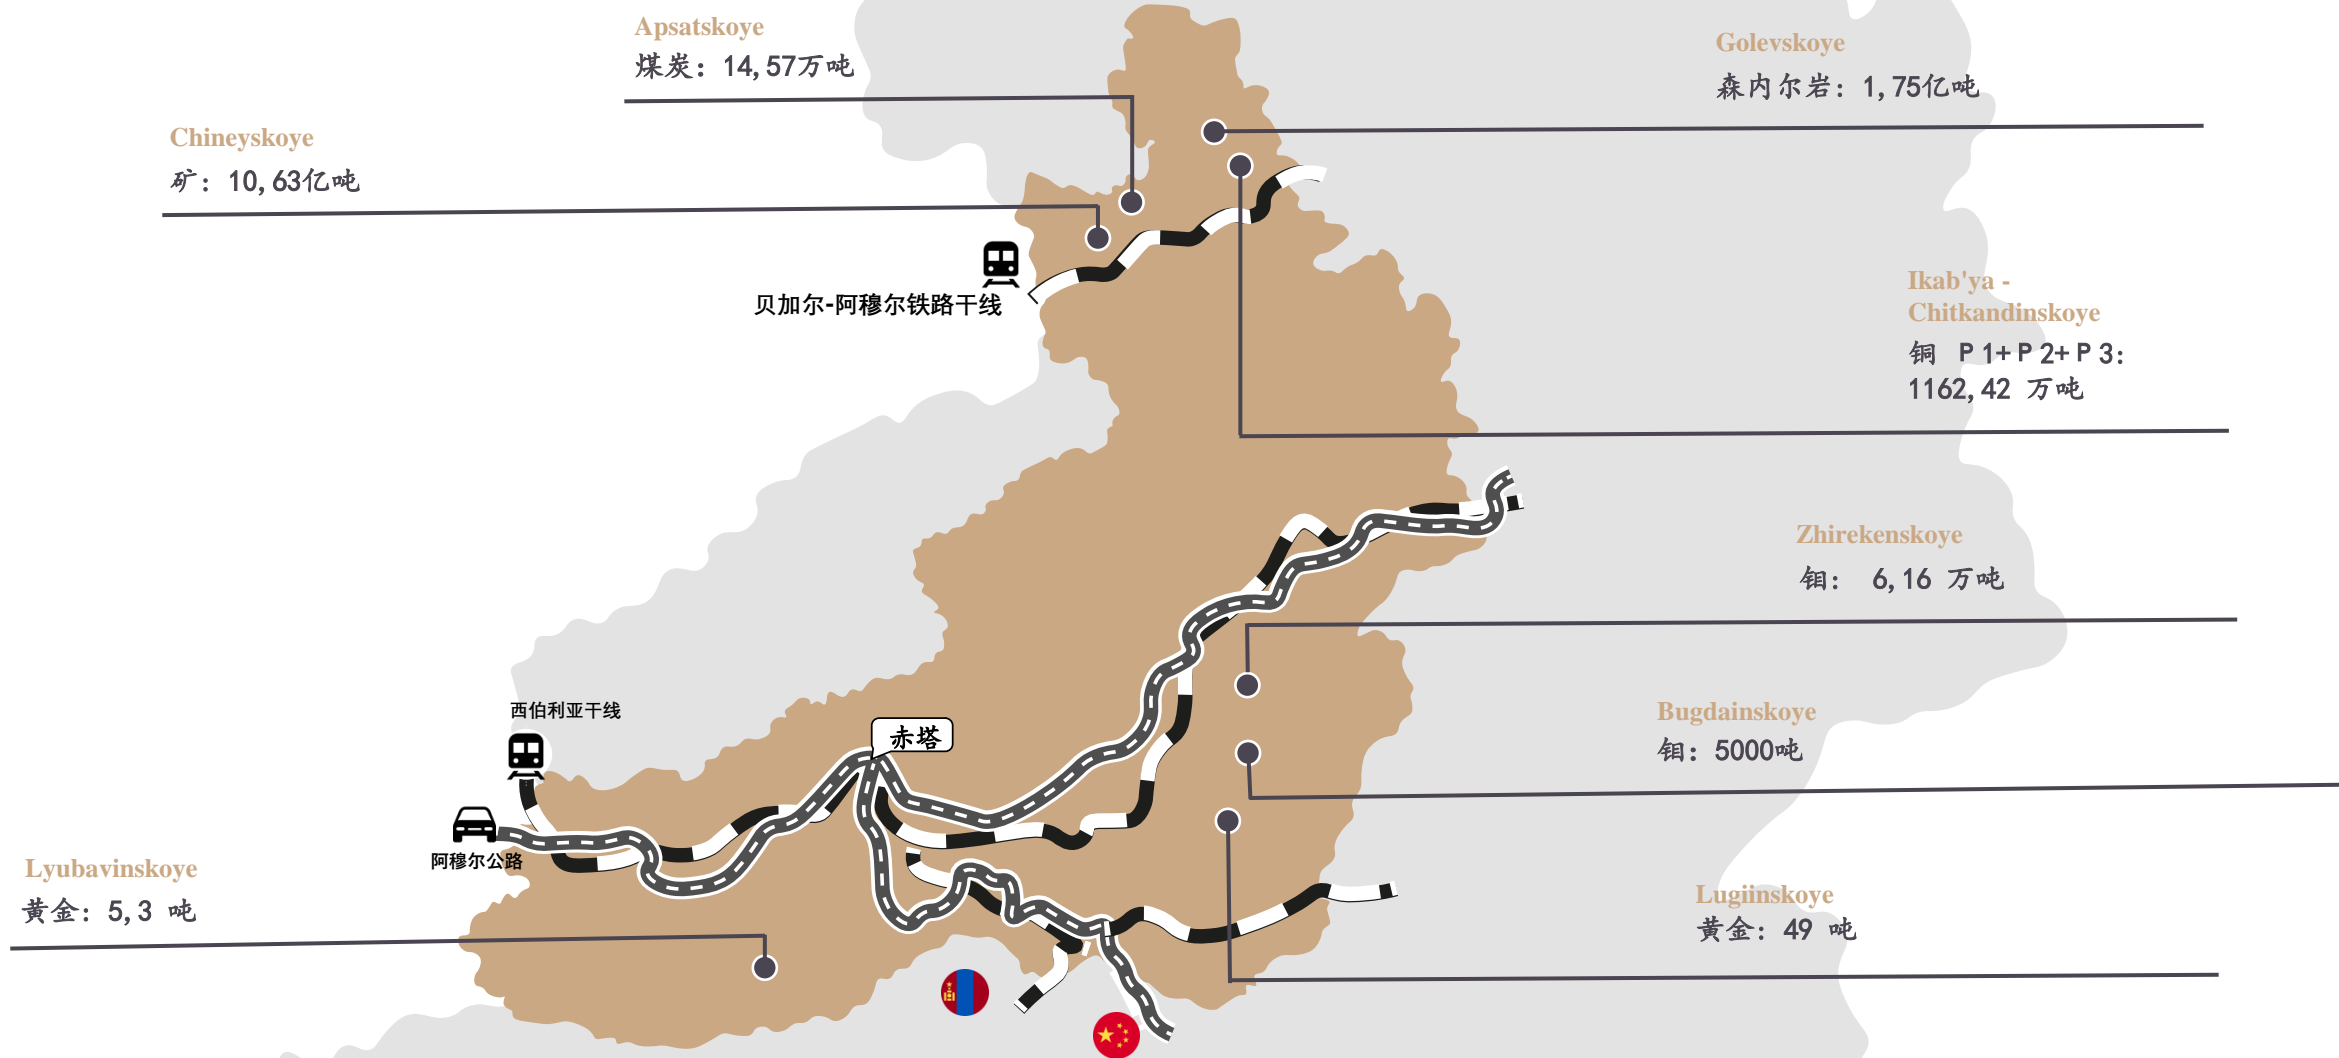 Apsatskoye
煤炭：14,57万吨
Golevskoye
森内尔岩：1,75亿吨
Chineyskoye
矿：10,63亿吨
贝加尔-阿穆尔铁路干线
Ikab'ya -
Chitkandinskoye
铜 P1+P2+P3：
1162,42 万吨
Zhirekenskoye
钼： 6,16 万吨
西伯利亚干线
赤塔
Bugdainskoye
钼：5000吨
阿穆尔公路
Lyubavinskoye
黄金：5,3 吨
Lugiinskoye
黄金：49 吨